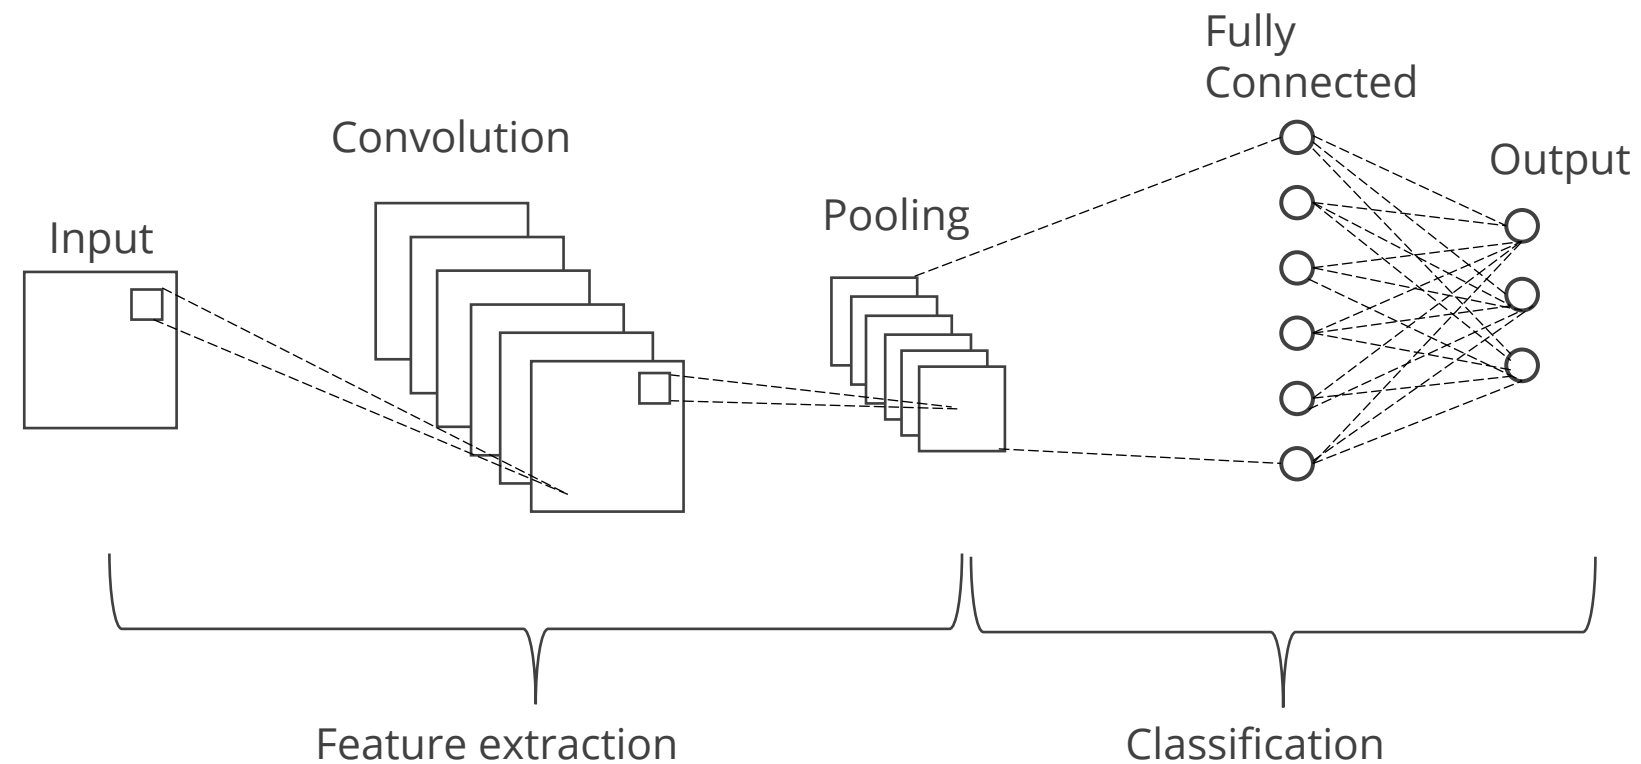 Input
Convolution
Pooling
Fully
Connected
Output
Feature extraction
Classification